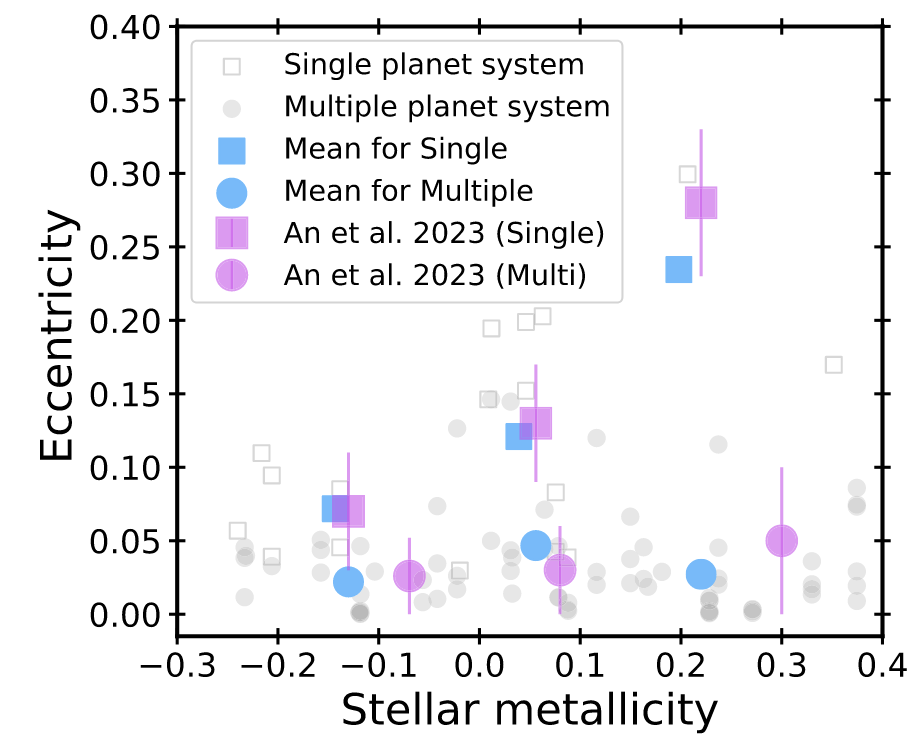 0.40
0.35
0.30
0.25
0.20
0.15
0.10
0.05
0.00
Eccentricity
Single planet system
Multiple planet system
Mean for Single
Mean for Multiple
An et al. 2023 (Single)
An et al. 2023 (Multi)
−0.3 −0.2 −0.1 0.0 0.1 0.2 0.3 0.4
Stellar metallicity